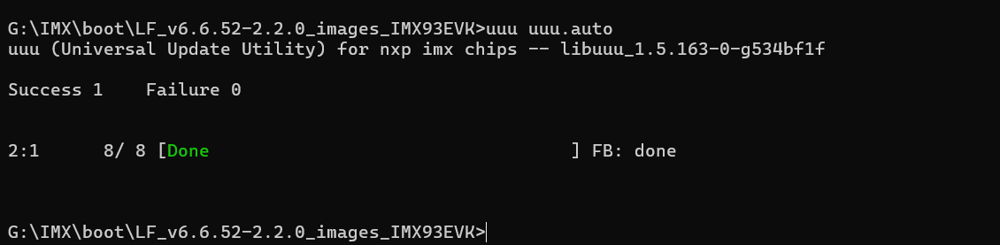 G:\IMX\boot\LF_v6.6.52-2.2.0_images_IMX93EVK>uuu uuu.auto
uuu (Universal Update Utility) for nxp imx chips -- libuuu_1.5.163-0-g534bf1f
Success 1    Failure 0
2:1      8/ 8 [Done                                  ] FB: done
G:\IMX\boot\LF_v6.6.52-2.2.0_images_IMX93EVK>